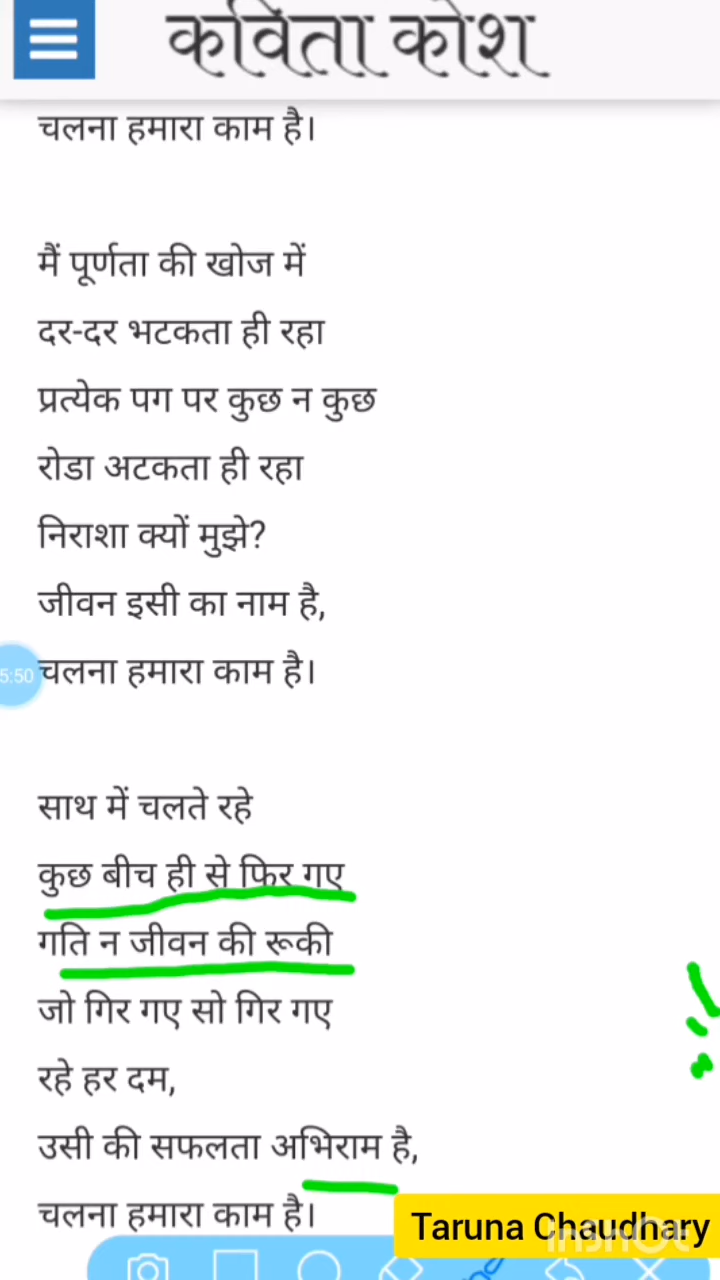 कविता कोश
चलना हमारा काम है।
मैं पूर्णता की खोज में
दर-दर भटकता ही रहा
प्रत्येक पग पर कुछ न कुछ
रोडा अटकता ही रहा
निराशा क्यों मुझे?
जीवन इसी का नाम है,
5:50
चलना हमारा काम है।
साथ में चलते रहे
कुछ बीच ही से फिर गए
गति न जीवन की रूकी
जो गिर गए सो गिर गए
रहे हर दम,
उसी की सफलता अभिराम है,
चलना हमारा काम है।
Taruna Chaudhary
InShOt